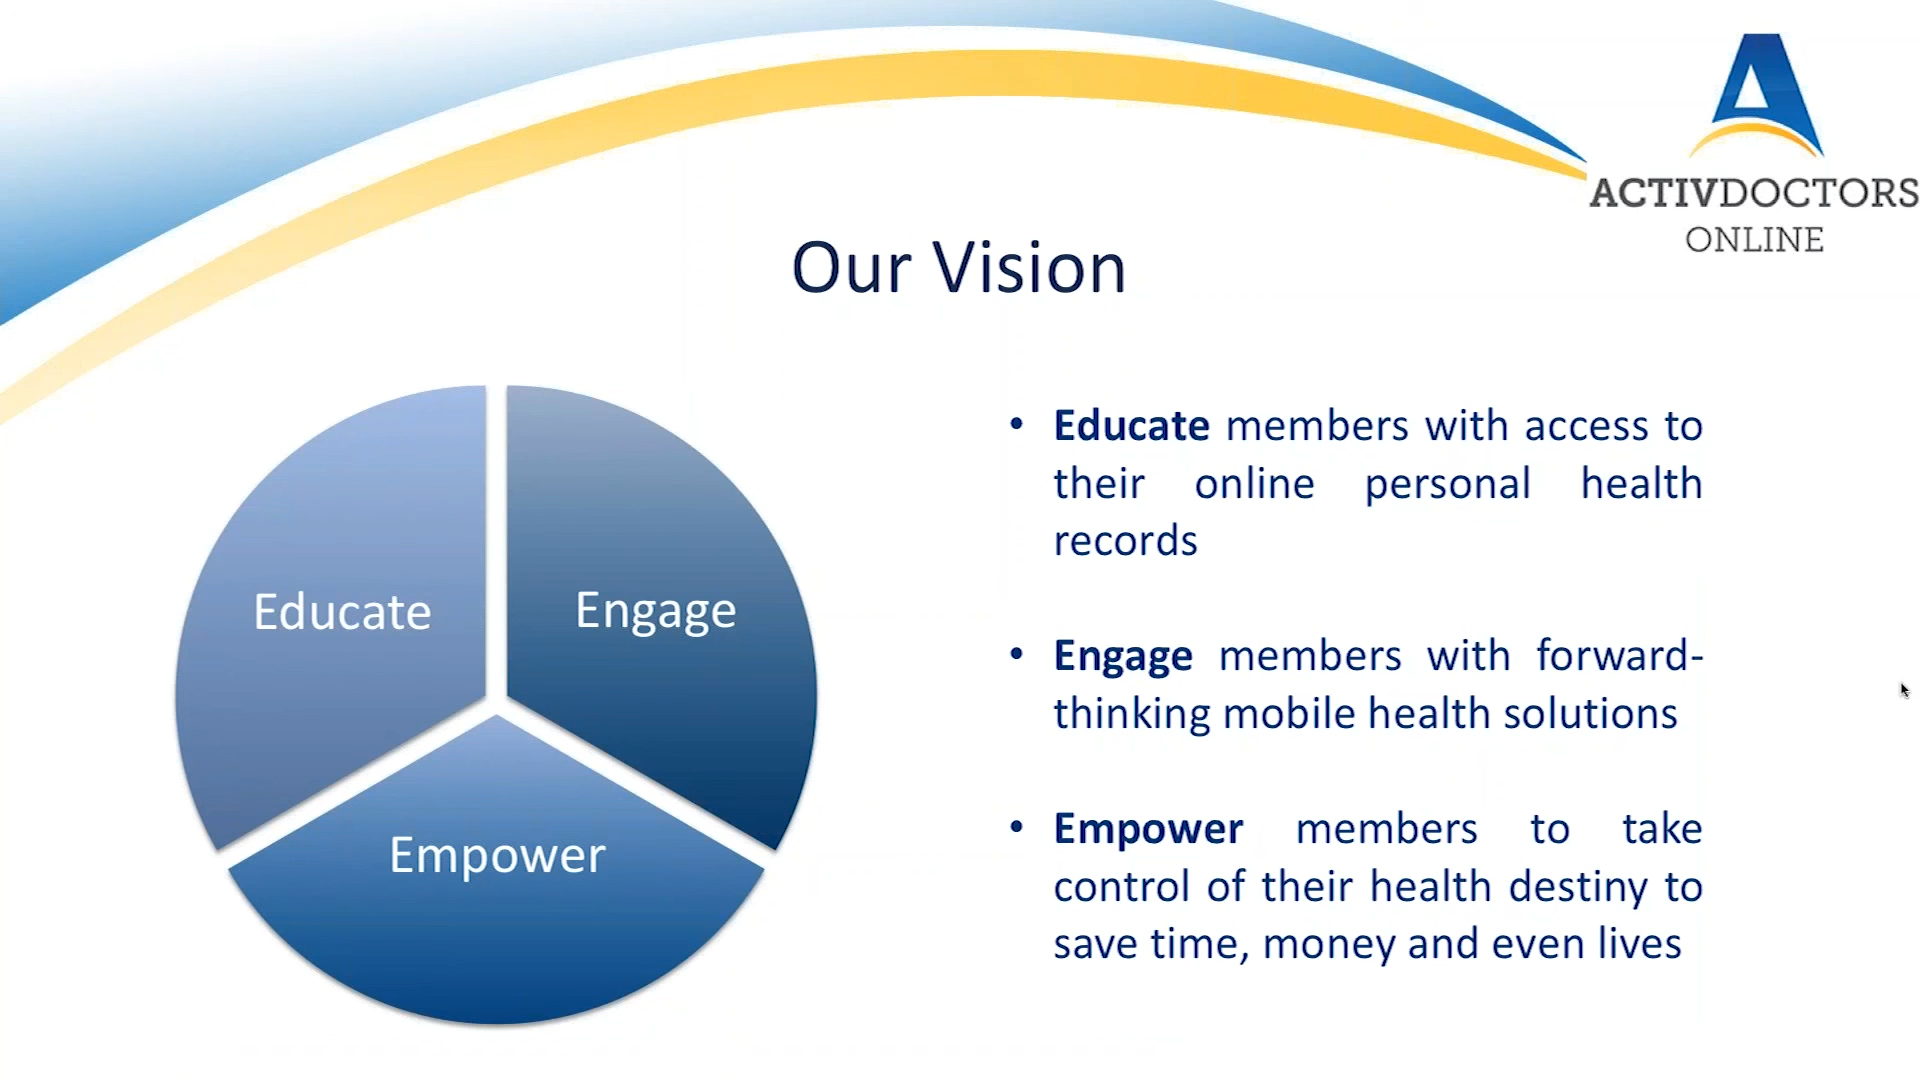 ACTIVDOCTORS
ONLINE
Our Vision
Educate
Engage
Empower
• Educate members with access to
their online personal health
records
• Engage members with forward-
thinking mobile health solutions
• Empower members to take
control of their health destiny to
save time, money and even lives